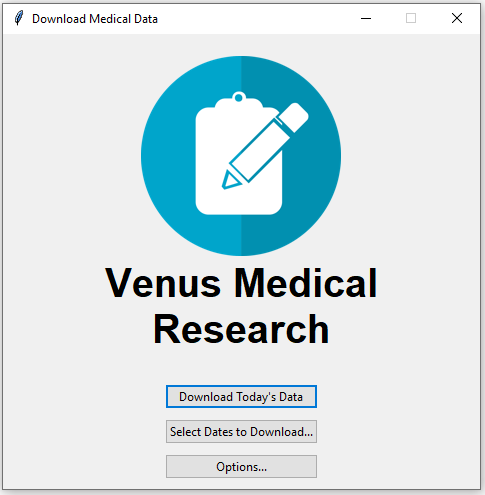 Download Medical Data
Venus Medical
Research
Download Today's Data
Select Dates to Download...
Options...